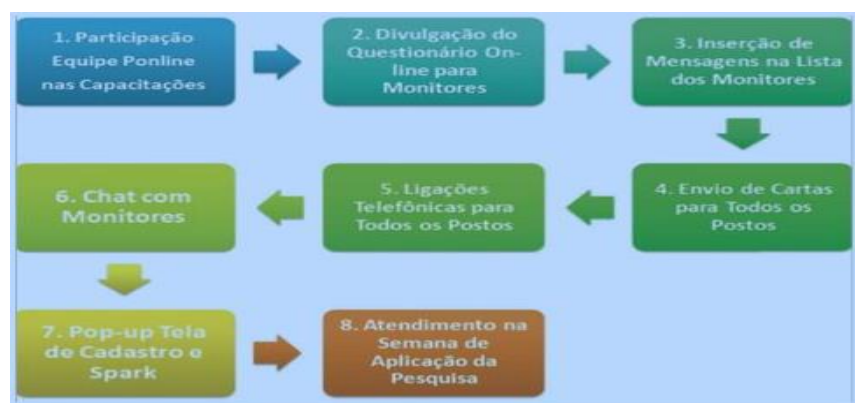 1. Participação
Equipe Ponline
nas Capacitações
2. Divulgação do
Questionário On-
line para
Monitores
3. Inserção de
Mensagens na Lista
dos Monitores
4. Envio de Cartas
para Todos os
Postos
5. Ligações
Telefônicas para
Todos os Postos
6. Chat com
Monitores
7. Pop-up Tela
de Cadastro e
Spark
8. Atendimento na
Semana de
Aplicação da
Pesquisa